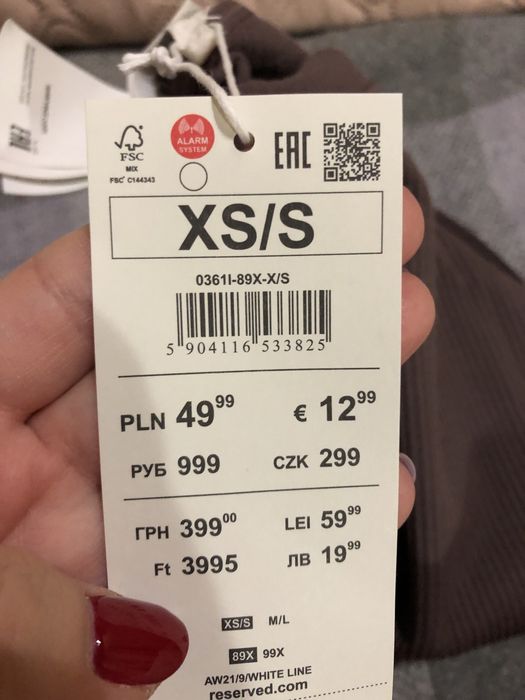 ALARM
SYSTEM
FSC
MIX
FSC® C144343
EAC
XS/S
0361I-89X-X/S
5 904116 533825
PLN 49⁹⁹ € 12⁹⁹
РУБ 999 CZK 299
ГРН 399⁰⁰ LEI 59⁹⁹
Ft 3995 ЛВ 19⁹⁹
XS/S M/L
89X 99X
AW21/9/WHITE LINE
reserved.com
EAC